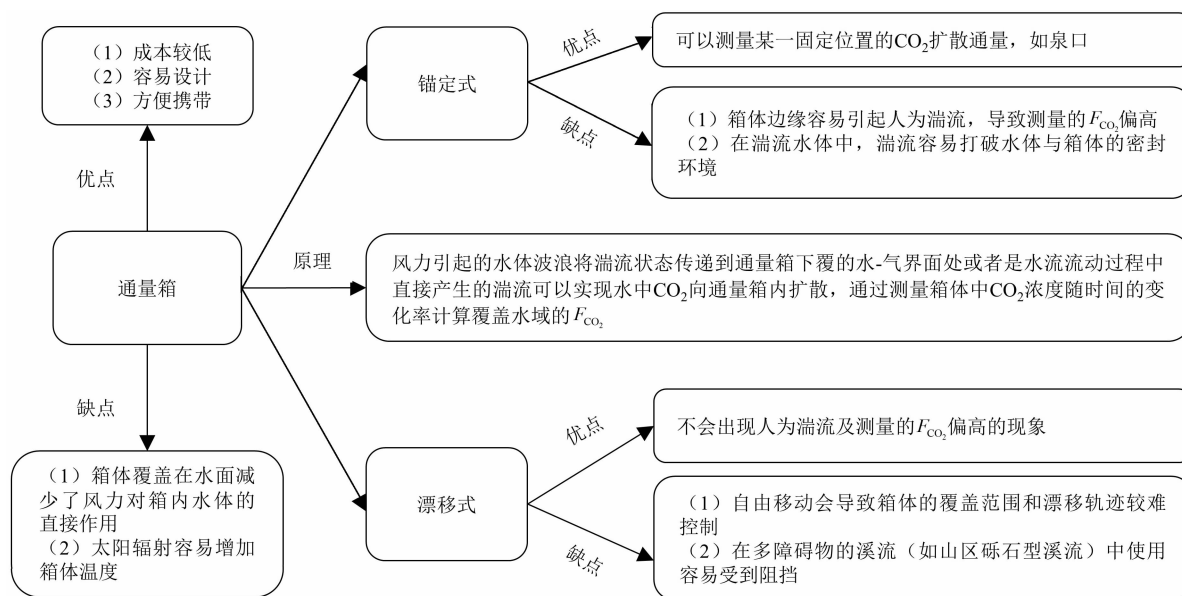 （1）成本较低
（2）容易设计
（3）方便携带
优点
通量箱
缺点
（1）箱体覆盖在水面减
少了风力对箱内水体的
直接作用
（2）太阳辐射容易增加
箱体温度
锚定式
优点
可以测量某一固定位置的CO₂扩散通量，如泉口
缺点
（1）箱体边缘容易引起人为湍流，导致测量的F_CO₂偏高
（2）在湍流水体中，湍流容易打破水体与箱体的密封
环境
原理
风力引起的水体波浪将湍流状态传递到通量箱下覆的水-气界面处或者是水流流动过程中
直接产生的湍流可以实现水中CO₂向通量箱内扩散，通过测量箱体中CO₂浓度随时间的变
化率计算覆盖水域的F_CO₂
漂移式
优点
不会出现人为湍流及测量的F_CO₂偏高的现象
缺点
（1）自由移动会导致箱体的覆盖范围和漂移轨迹较难
控制
（2）在多障碍物的溪流（如山区砾石型溪流）中使用
容易受到阻挡